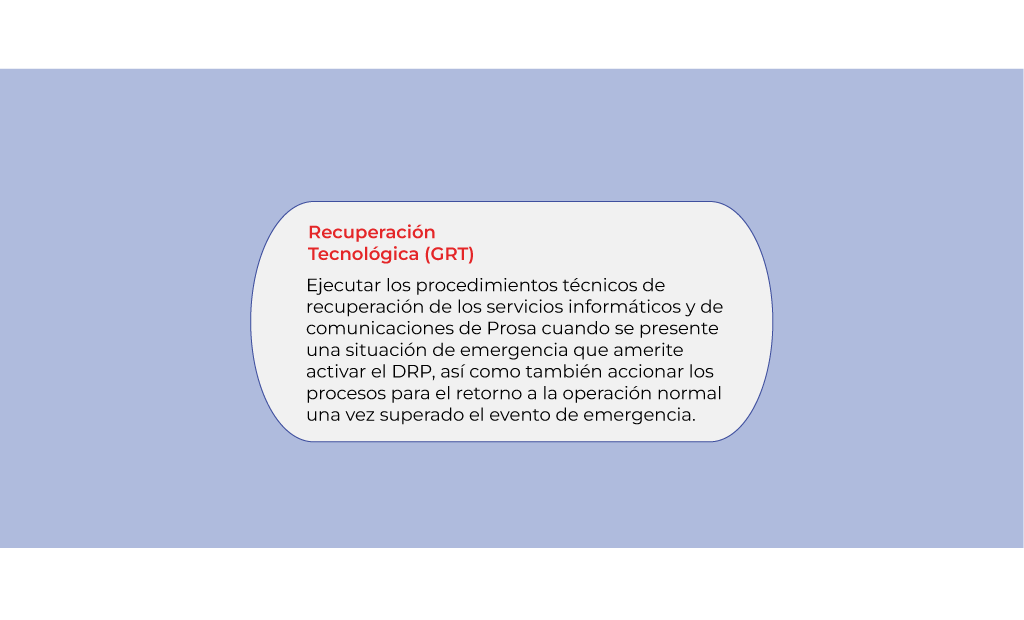 Recuperación
Tecnológica (GRT)
Ejecutar los procedimientos técnicos de
recuperación de los servicios informáticos y de
comunicaciones de Prosa cuando se presente
una situación de emergencia que amerite
activar el DRP, así como también accionar los
procesos para el retorno a la operación normal
una vez superado el evento de emergencia.